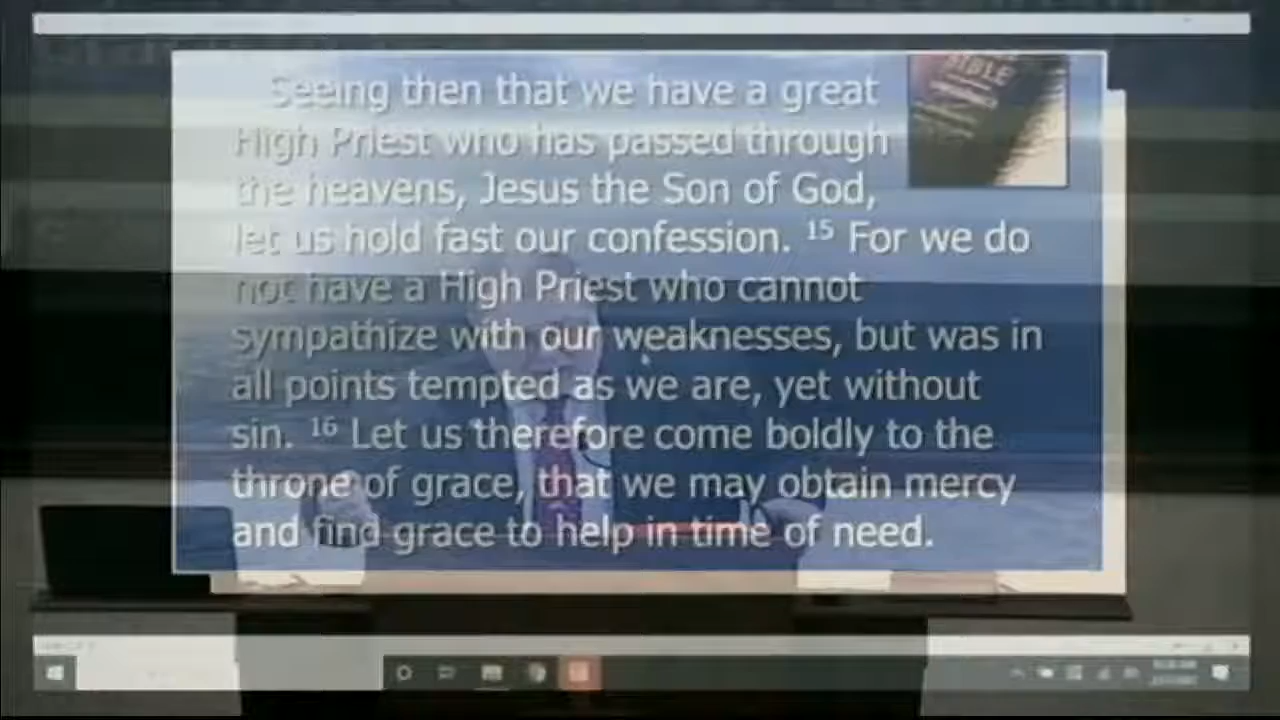 BIBLE
Seeing then that we have a great
High Priest who has passed through
the heavens, Jesus the Son of God,
let us hold fast our confession. ¹⁵ For we do
not have a High Priest who cannot
sympathize with our weaknesses, but was in
all points tempted as we are, yet without
sin. ¹⁶ Let us therefore come boldly to the
throne of grace, that we may obtain mercy
and find grace to help in time of need.